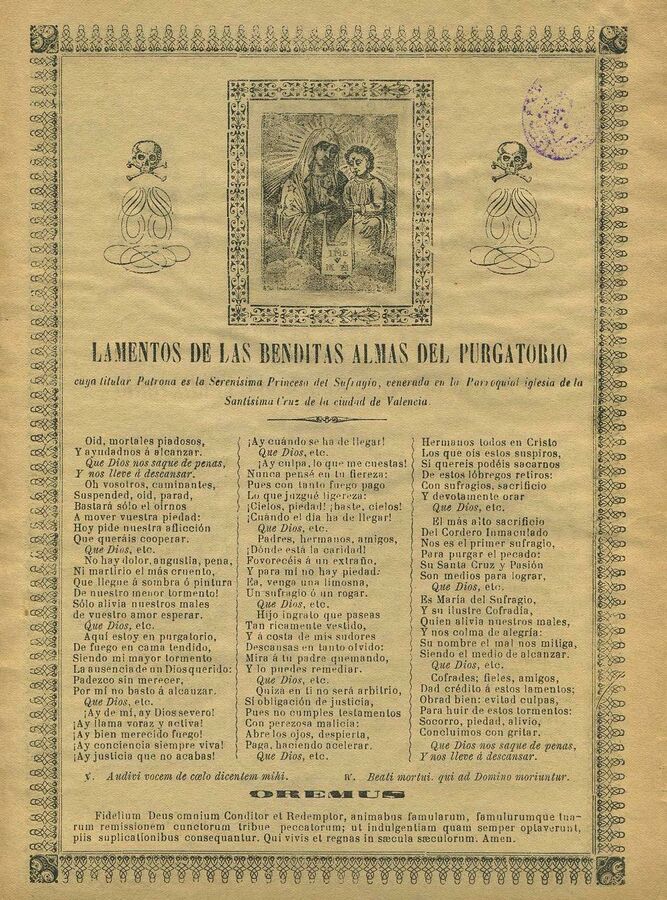 LAMENTOS DE LAS BENDITAS ALMAS DEL PURGATORIO
cuya titular Patrona es la Serenísima Princesa del Sufragio, venerada en la Parroquial iglesia de la
Santísima Cruz de la ciudad de Valencia.
Oid, mortales piadosos,
Y ayudadnos á alcanzar.
Que Dios nos saque de penas,
Y nos lleve á descansar.
Oh vosotros, caminantes,
Suspended, oid, parad,
Bastará sólo el oirnos
A mover vuestra piedad:
Hoy pide nuestra aflicción
Que queráis cooperar.
Que Dios, etc.
No hay dolor, angustia, pena,
Ni martirio el más cruento,
Que llegue á sombra ó pintura
De nuestro menor tormento!
Sólo alivia nuestros males
de vuestro amor esperar.
Que Dios, etc.
Aquí estoy en purgatorio,
De fuego en cama tendido,
Siendo mi mayor tormento
La ausencia de mi Dios querido:
Padezco sin merecer,
Por mí no basto á alcanzar.
Que Dios, etc.
¡Ay de mí, ay Dios severo!
¡Ay llama voraz y activa!
¡Ay bien merecido fuego!
¡Ay conciencia siempre viva!
¡Ay justicia que no acabas!
¡Ay cuándo se ha de llegar!
Que Dios, etc.
¡Ay culpa, lo que me cuestas!
Nunca pensé en tu fiereza:
Pues con tanto fuego pago
Lo que juzgué ligereza:
¡Cielos, piedad! ¡baste, cielos!
¡Cuándo el día ha de llegar!
Que Dios, etc.
Padres, hermanos, amigos,
¡Dónde está la caridad!
Favorecéis á un extraño,
Y para mí no hay piedad.
Ea, venga una limosna,
Un sufragio ó un rogar.
Que Dios, etc.
Hijo ingrato que paseas
Tan ricamente vestido,
Y á costa de mis sudores
Descansas en tanto olvido:
Mira á tu padre quemando,
Y lo puedes remediar.
Que Dios, etc.
Quizá en ti no será arbitrio,
Sí obligación de justicia,
Pues no cumples testamentos
Con perezosa malicia:
Abre los ojos, despierta,
Paga, haciendo acelerar.
Que Dios, etc.
Hermanos todos en Cristo
Los que oís estos suspiros,
Si quereis podéis sacarnos
De estos lóbregos retiros:
Con sufragios, sacrificio
Y devotamente orar
Que Dios, etc.
El más alto sacrificio
Del Cordero Inmaculado
Nos es el primer sufragio,
Para purgar el pecado:
Su Santa Cruz y Pasión
Son medios para lograr,
Que Dios, etc.
Es María del Sufragio,
Y su ilustre Cofradía,
Quien alivia nuestros males,
Y nos colma de alegría:
Su nombre el mal nos mitiga,
Siendo el medio de alcanzar.
Que Dios, etc.
Cofrades; fieles, amigos,
Dad crédito á estos lamentos:
Obrad bien: evitad culpas,
Para huir de estos tormentos:
Socorro, piedad, alivio,
Concluimos con gritar.
Que Dios nos saque de penas,
Y nos lleve á descansar.
℣. Audivi vocem de cœlo dicentem mihi. ℟. Beati mortui. qui ad Domino moriuntur.
OREMUS
Fidelium Deus omnium Conditor et Redemptor, animabus famularum, famulurumque tua-
rum remissionem cunctorum tribue peccatorum; ut indulgentiam quam semper optaverunt,
piis suplicationibus consequantur. Qui vivis et regnas in sæcula sæculorum. Amen.